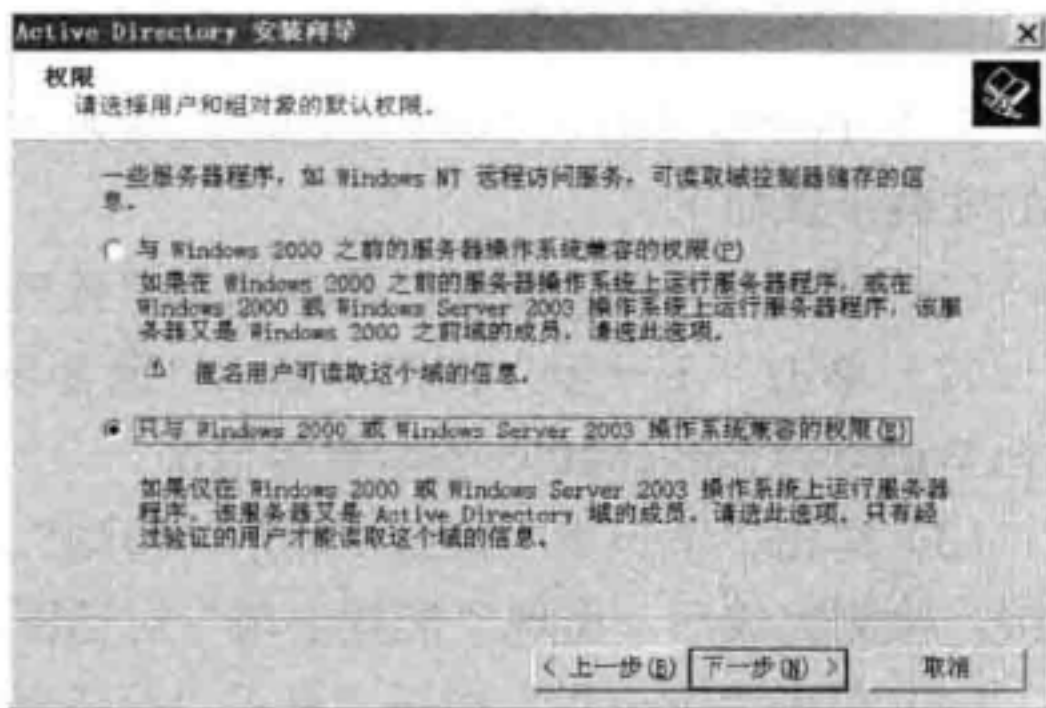 Active Directory 安装向导
权限
请选择用户和组对象的默认权限。
一些服务器程序，如 Windows NT 远程访问服务，可读取域控制器储存的信
息。
与 Windows 2000 之前的服务器操作系统兼容的权限(P)
如果在 Windows 2000 之前的服务器操作系统上运行服务器程序，或在
Windows 2000 或 Windows Server 2003 操作系统上运行服务器程序，该服
务器又是 Windows 2000 之前域的成员，请选此选项。
匿名用户可读取这个域的信息。
只与 Windows 2000 或 Windows Server 2003 操作系统兼容的权限(E)
如果仅在 Windows 2000 或 Windows Server 2003 操作系统上运行服务器
程序，该服务器又是 Active Directory 域的成员，请选此选项。只有经
过验证的用户才能读取这个域的信息。
< 上一步(B) 下一步(N) > 取消